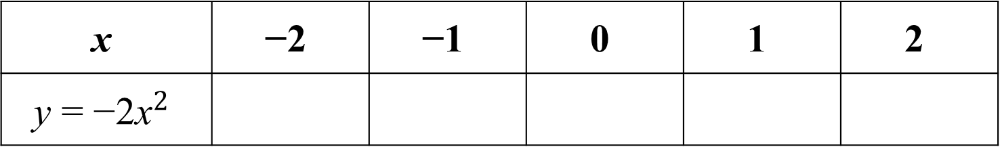 x −2 −1 0 1 2
y = −2x²